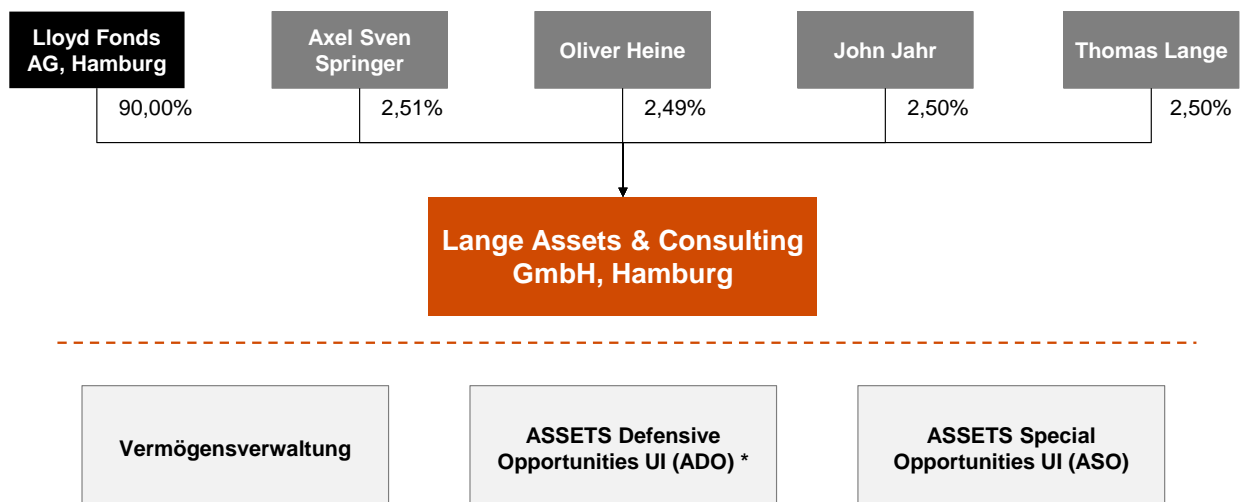 Lloyd Fonds
AG, Hamburg
Axel Sven
Springer
Oliver Heine
John Jahr
Thomas Lange
90,00%
2,51%
2,49%
2,50%
2,50%
Lange Assets & Consulting
GmbH, Hamburg
Vermögensverwaltung
ASSETS Defensive
Opportunities UI (ADO) *
ASSETS Special
Opportunities UI (ASO)